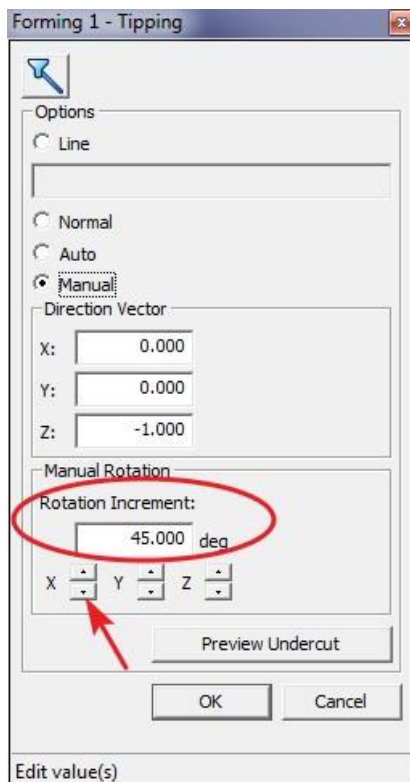 Forming 1 - Tipping
Options
Line
Normal
Auto
Manual
Direction Vector
X: 0.000
Y: 0.000
Z: -1.000
Manual Rotation
Rotation Increment:
45.000 deg
X Y Z
Preview Undercut
OK Cancel
Edit value(s)